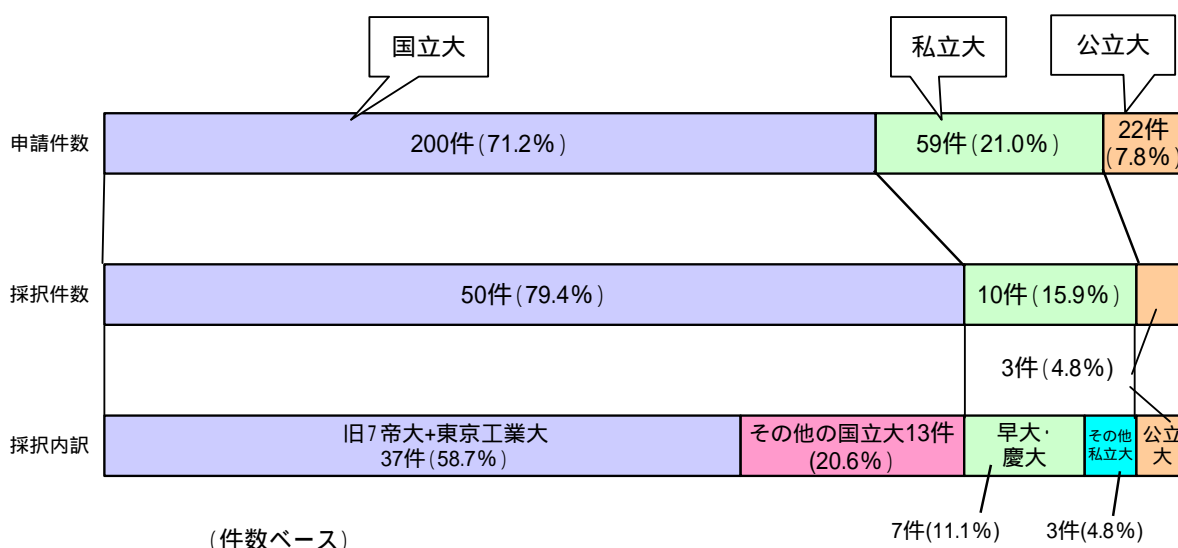 国立大
私立大
公立大
申請件数
200件(71.2%)
59件(21.0%)
22件
(7.8%)
採択件数
50件(79.4%)
10件(15.9%)
3件(4.8%)
採択内訳
旧7帝大+東京工業大
37件(58.7%)
その他の国立大13件
(20.6%)
早大・
慶大
その他
私立大
公立
大
7件(11.1%)
3件(4.8%)
(件数ベース)